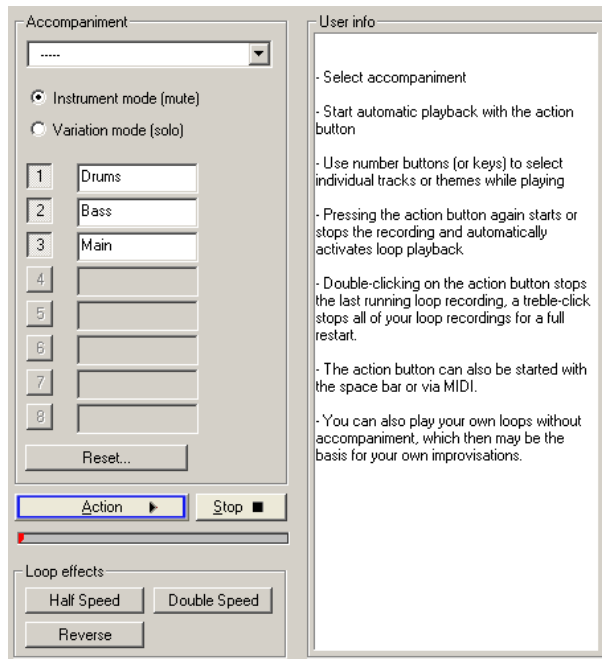 Accompaniment
-----
Instrument mode (mute)
Variation mode (solo)
1 Drums
2 Bass
3 Main
4
5
6
7
8
Reset...
Action
Stop
Loop effects
Half Speed
Double Speed
Reverse
User info
- Select accompaniment
- Start automatic playback with the action
button
- Use number buttons (or keys) to select
individual tracks or themes while playing
- Pressing the action button again starts or
stops the recording and automatically
activates loop playback
- Double-clicking on the action button stops
the last running loop recording, a treble-click
stops all of your loop recordings for a full
restart.
- The action button can also be started with
the space bar or via MIDI.
- You can also play your own loops without
accompaniment, which then may be the
basis for your own improvisations.